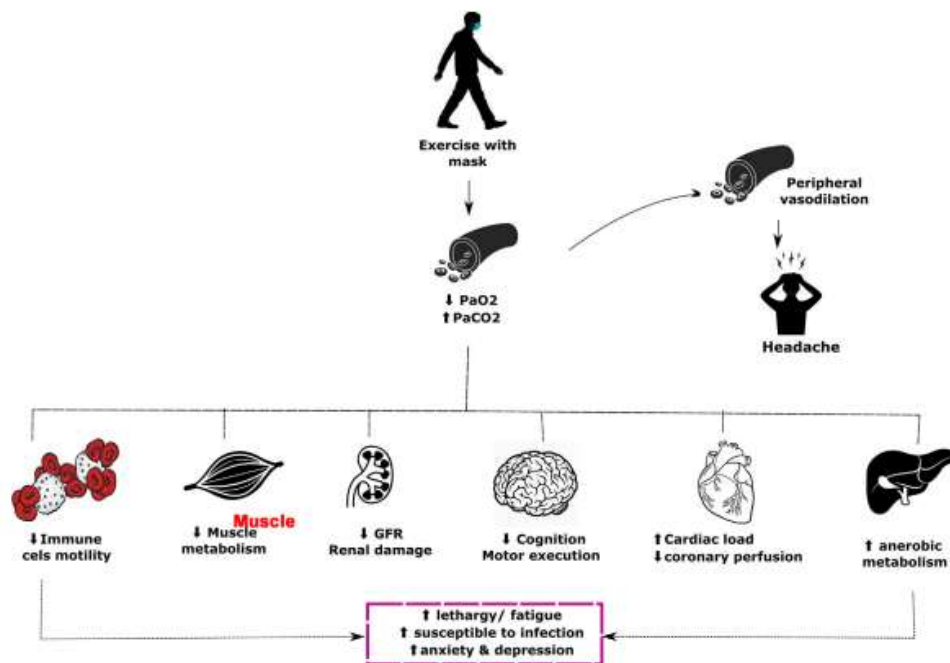 Exercise with
mask
Peripheral
vasodilation
↓ PaO2
↑PaCO2
Headache
↓Immune
cels motility
↓ Muscle
metabolism
Muscle
↓ GFR
Renal damage
↓ Cognition
Motor execution
↑Cardiac load
↓coronary perfusion
↑ anerobic
metabolism
↑ lethargy/ fatigue
↑ susceptible to infection
↑anxiety & depression